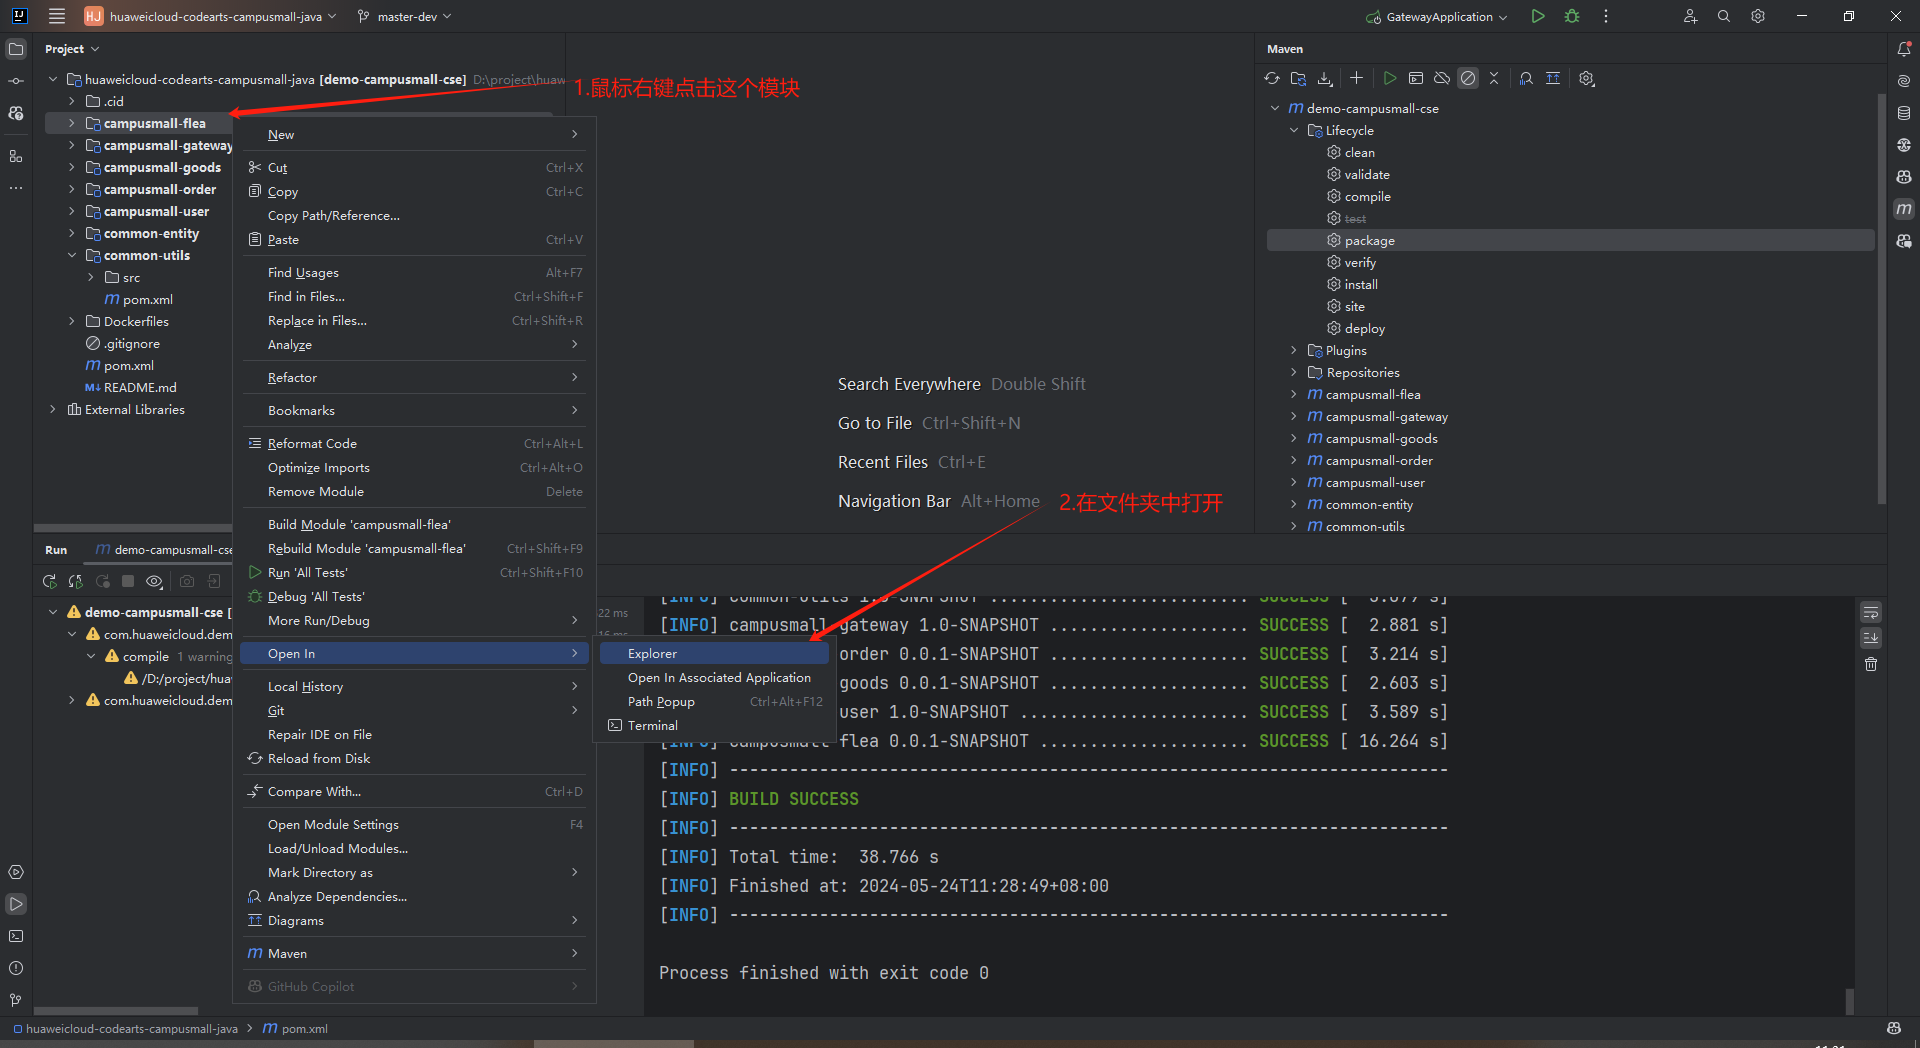 HJ huaweicloud-codearts-campusmall-java master-dev GatewayApplication
Project
huaweicloud-codearts-campusmall-java [demo-campusmall-cse] D:\project\huaw
.cid
campusmall-flea
campusmall-gateway
campusmall-goods
campusmall-order
campusmall-user
common-entity
common-utils
src
pom.xml
Dockerfiles
.gitignore
pom.xml
README.md
External Libraries
1.鼠标右键点击这个模块
New
Cut Ctrl+X
Copy Ctrl+C
Copy Path/Reference...
Paste Ctrl+V
Find Usages Alt+F7
Find in Files... Ctrl+Shift+F
Replace in Files... Ctrl+Shift+R
Analyze
Refactor
Bookmarks
Reformat Code Ctrl+Alt+L
Optimize Imports Ctrl+Alt+O
Remove Module Delete
Build Module 'campusmall-flea'
Rebuild Module 'campusmall-flea' Ctrl+Shift+F9
Run 'All Tests' Ctrl+Shift+F10
Debug 'All Tests'
More Run/Debug
Open In
Local History
Git
Repair IDE on File
Reload from Disk
Compare With... Ctrl+D
Open Module Settings F4
Load/Unload Modules...
Mark Directory as
Analyze Dependencies...
Diagrams
Maven
GitHub Copilot
Explorer
Open In Associated Application
Path Popup Ctrl+Alt+F12
Terminal
Search Everywhere Double Shift
Go to File Ctrl+Shift+N
Recent Files Ctrl+E
Navigation Bar Alt+Home
2.在文件夹中打开
Maven
demo-campusmall-cse
Lifecycle
clean
validate
compile
test
package
verify
install
site
deploy
Plugins
Repositories
campusmall-flea
campusmall-gateway
campusmall-goods
campusmall-order
campusmall-user
common-entity
common-utils
Run demo-campusmall-cse
demo-campusmall-cse [
22 ms
com.huaweicloud.dem
compile 1 warning
/D:/project/hua
com.huaweicloud.dem
[INFO] common-utils 1.0-SNAPSHOT .......................... SUCCESS [
[INFO] campusmall gateway 1.0-SNAPSHOT ................... SUCCESS [ 2.881 s]
order 0.0.1-SNAPSHOT .................... SUCCESS [ 3.214 s]
goods 0.0.1-SNAPSHOT .................... SUCCESS [ 2.603 s]
user 1.0-SNAPSHOT ...................... SUCCESS [ 3.589 s]
[INFO] campusmall flea 0.0.1-SNAPSHOT ..................... SUCCESS [ 16.264 s]
[INFO] ------------------------------------------------------------------------
[INFO] BUILD SUCCESS
[INFO] ------------------------------------------------------------------------
[INFO] Total time:  38.766 s
[INFO] Finished at: 2024-05-24T11:28:49+08:00
[INFO] ------------------------------------------------------------------------
Process finished with exit code 0
huaweicloud-codearts-campusmall-java > pom.xml